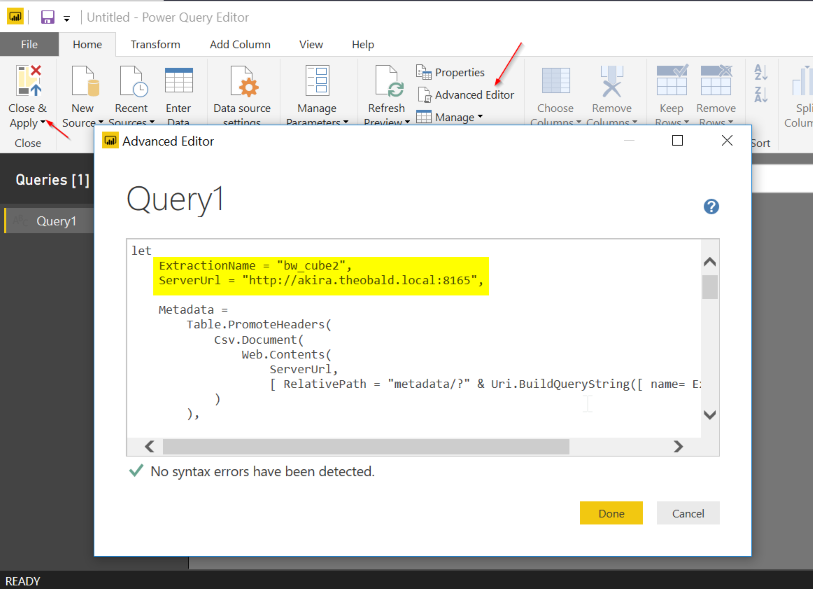 Untitled - Power Query Editor
File Home Transform Add Column View Help
Close & Apply
New Source
Recent Sources
Enter Data
Data source settings
Manage Parameters
Refresh Preview
Properties
Advanced Editor
Manage
Choose Columns
Remove Columns
Keep Rows
Remove Rows
A Z
Z A
Close
Sort
Queries [1]
Query1
Advanced Editor
Query1
?
let
ExtractionName = "bw_cube2",
ServerUrl = "http://akira.theobald.local:8165",
Metadata =
Table.PromoteHeaders(
Csv.Document(
Web.Contents(
ServerUrl,
[ RelativePath = "metadata/?" & Uri.BuildQueryString([ name=
)
),
No syntax errors have been detected.
Done Cancel
READY